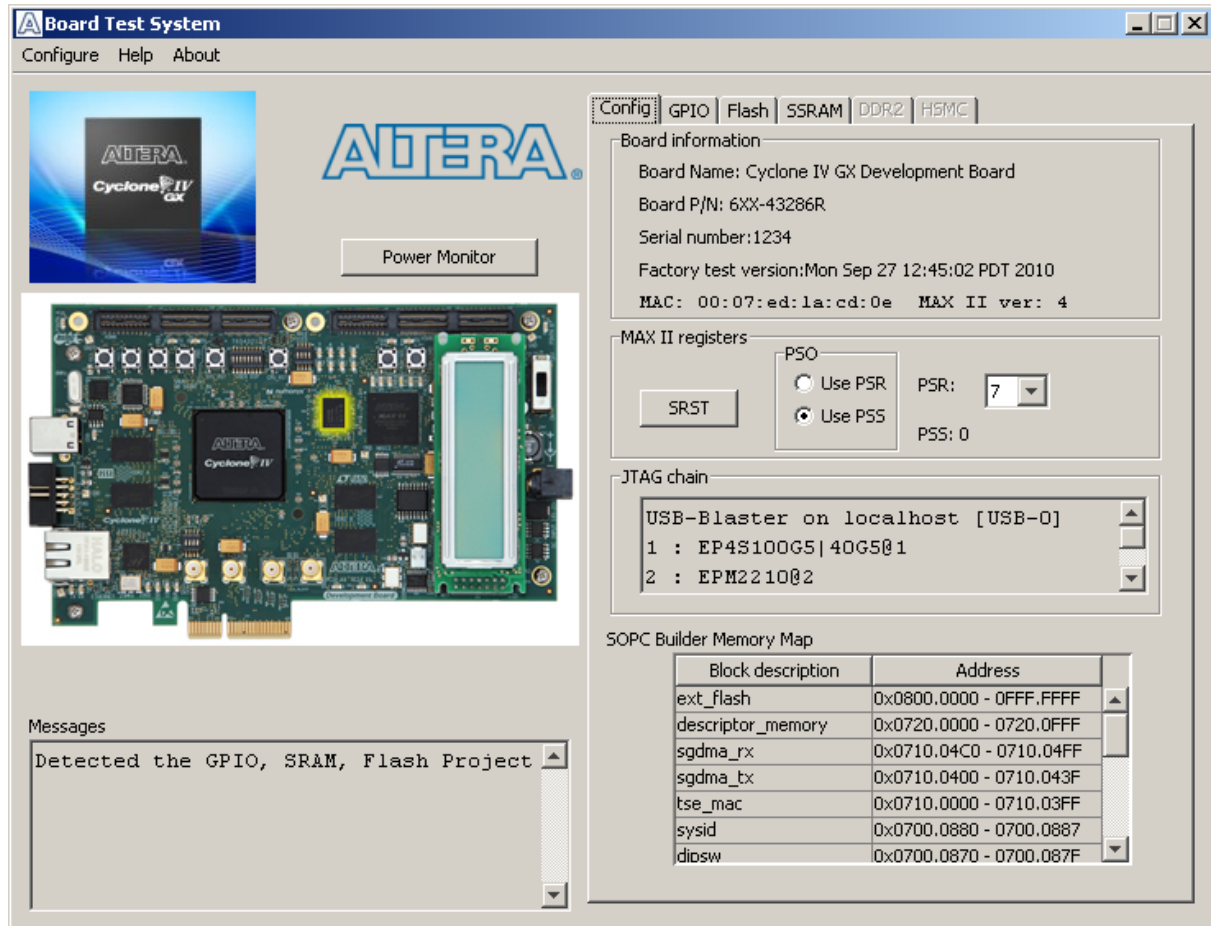 Board Test System
Configure Help About
ALTERA
Cyclone IV
GX
ALTERA®
Power Monitor
ALTERA
Cyclone IV
MAX II
Cyclone IV
ALTERA
Development Board
Messages
Detected the GPIO, SRAM, Flash Project
Config GPIO Flash SSRAM DDR2 HSMC
Board information
Board Name: Cyclone IV GX Development Board
Board P/N: 6XX-43286R
Serial number:1234
Factory test version:Mon Sep 27 12:45:02 PDT 2010
MAC: 00:07:ed:1a:cd:0e MAX II ver: 4
MAX II registers
SRST
PSO
Use PSR
Use PSS
PSR: 7
PSS: 0
JTAG chain
USB-Blaster on localhost [USB-0]
1 : EP4S100G5|40G5@1
2 : EPM2210@2
SOPC Builder Memory Map
Block description Address
ext_flash 0x0800.0000 - 0FFF.FFFF
descriptor_memory 0x0720.0000 - 0720.0FFF
sgdma_rx 0x0710.04C0 - 0710.04FF
sgdma_tx 0x0710.0400 - 0710.043F
tse_mac 0x0710.0000 - 0710.03FF
sysid 0x0700.0880 - 0700.0887
dipsw 0x0700.0870 - 0700.087F